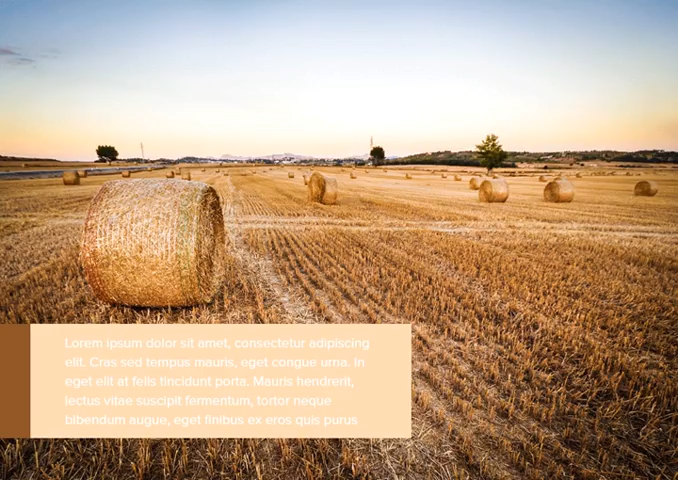 Lorem ipsum dolor sit amet, consectetur adipiscing
elit. Cras sed tempus mauris, eget congue urna. In
eget elit at felis tincidunt porta. Mauris hendrerit,
lectus vitae suscipit fermentum, tortor neque
bibendum augue, eget finibus ex eros quis purus